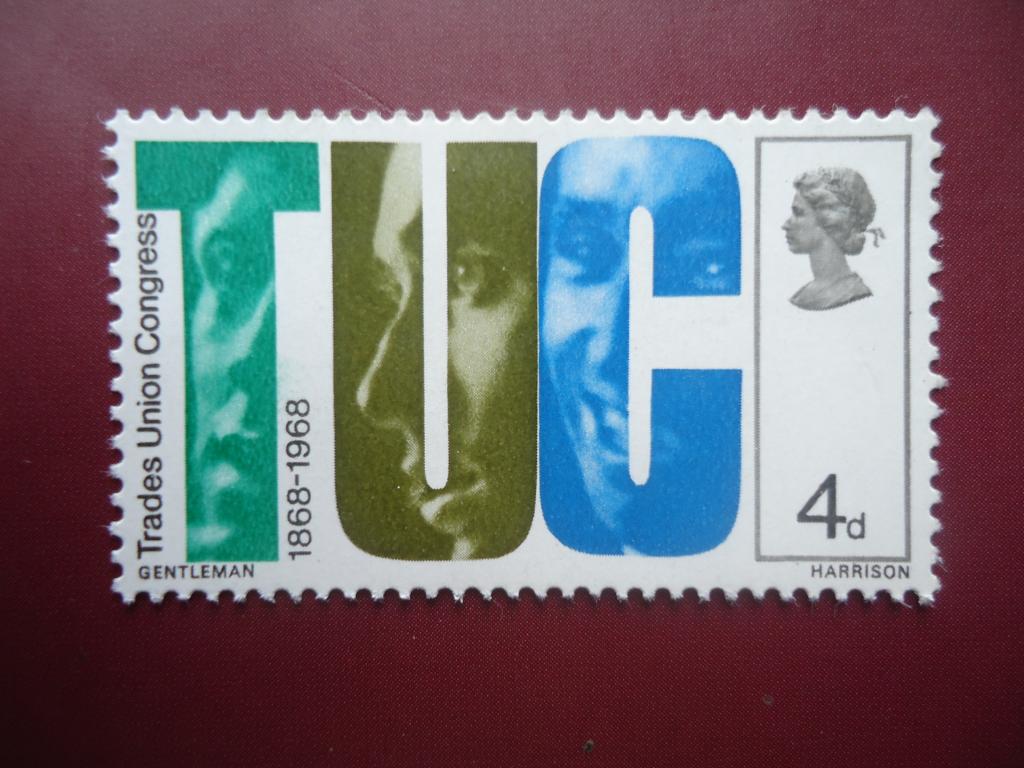 Trades Union Congress
TUC
1868-1968
4d
GENTLEMAN
HARRISON